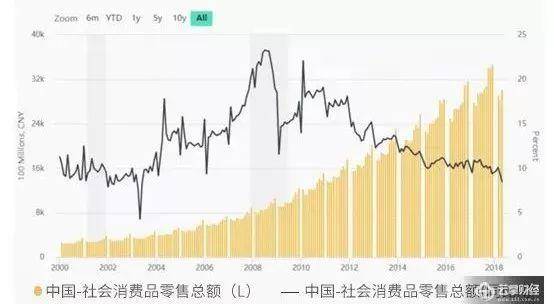 Zoom 6m YTD 1y 5y 10y All
40k 25
32k 20
24k 15
16k 10
8k 5
0 0
100 Millions, CNY
Percent
2000 2002 2004 2006 2008 2010 2012 2014 2016 2018
中国-社会消费品零售总额（L） 中国-社会消费品零售总额
云掌财经